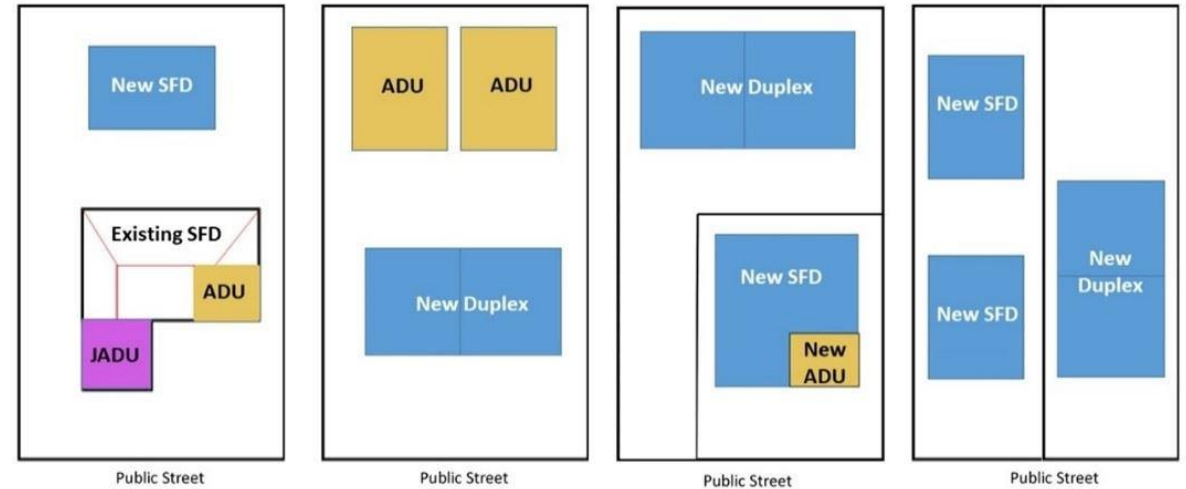 New SFD
Existing SFD
ADU
JADU
Public Street
ADU
ADU
New Duplex
Public Street
New Duplex
New SFD
New
ADU
Public Street
New SFD
New SFD
New
Duplex
Public Street